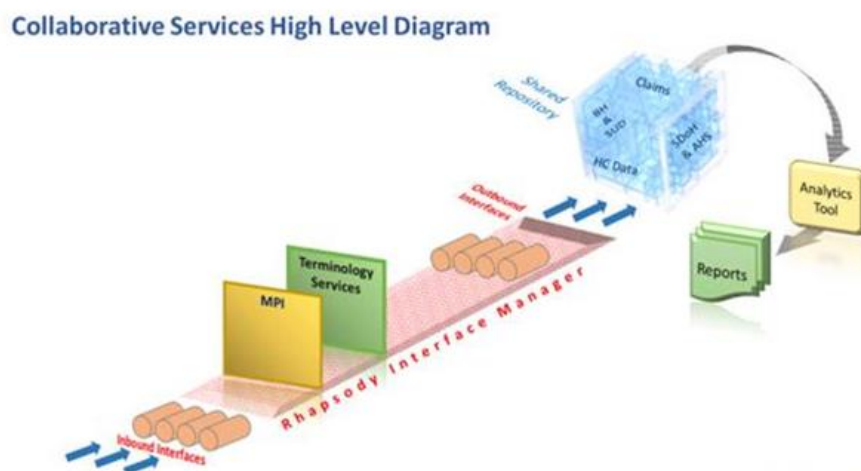 Collaborative Services High Level Diagram
Shared
Repository
Claims
BH
&
SUD
SDoH
& AHS
HC Data
Analytics
Tool
Reports
Outbound
Interfaces
Terminology
Services
MPI
Rhapsody Interface Manager
Inbound Interfaces